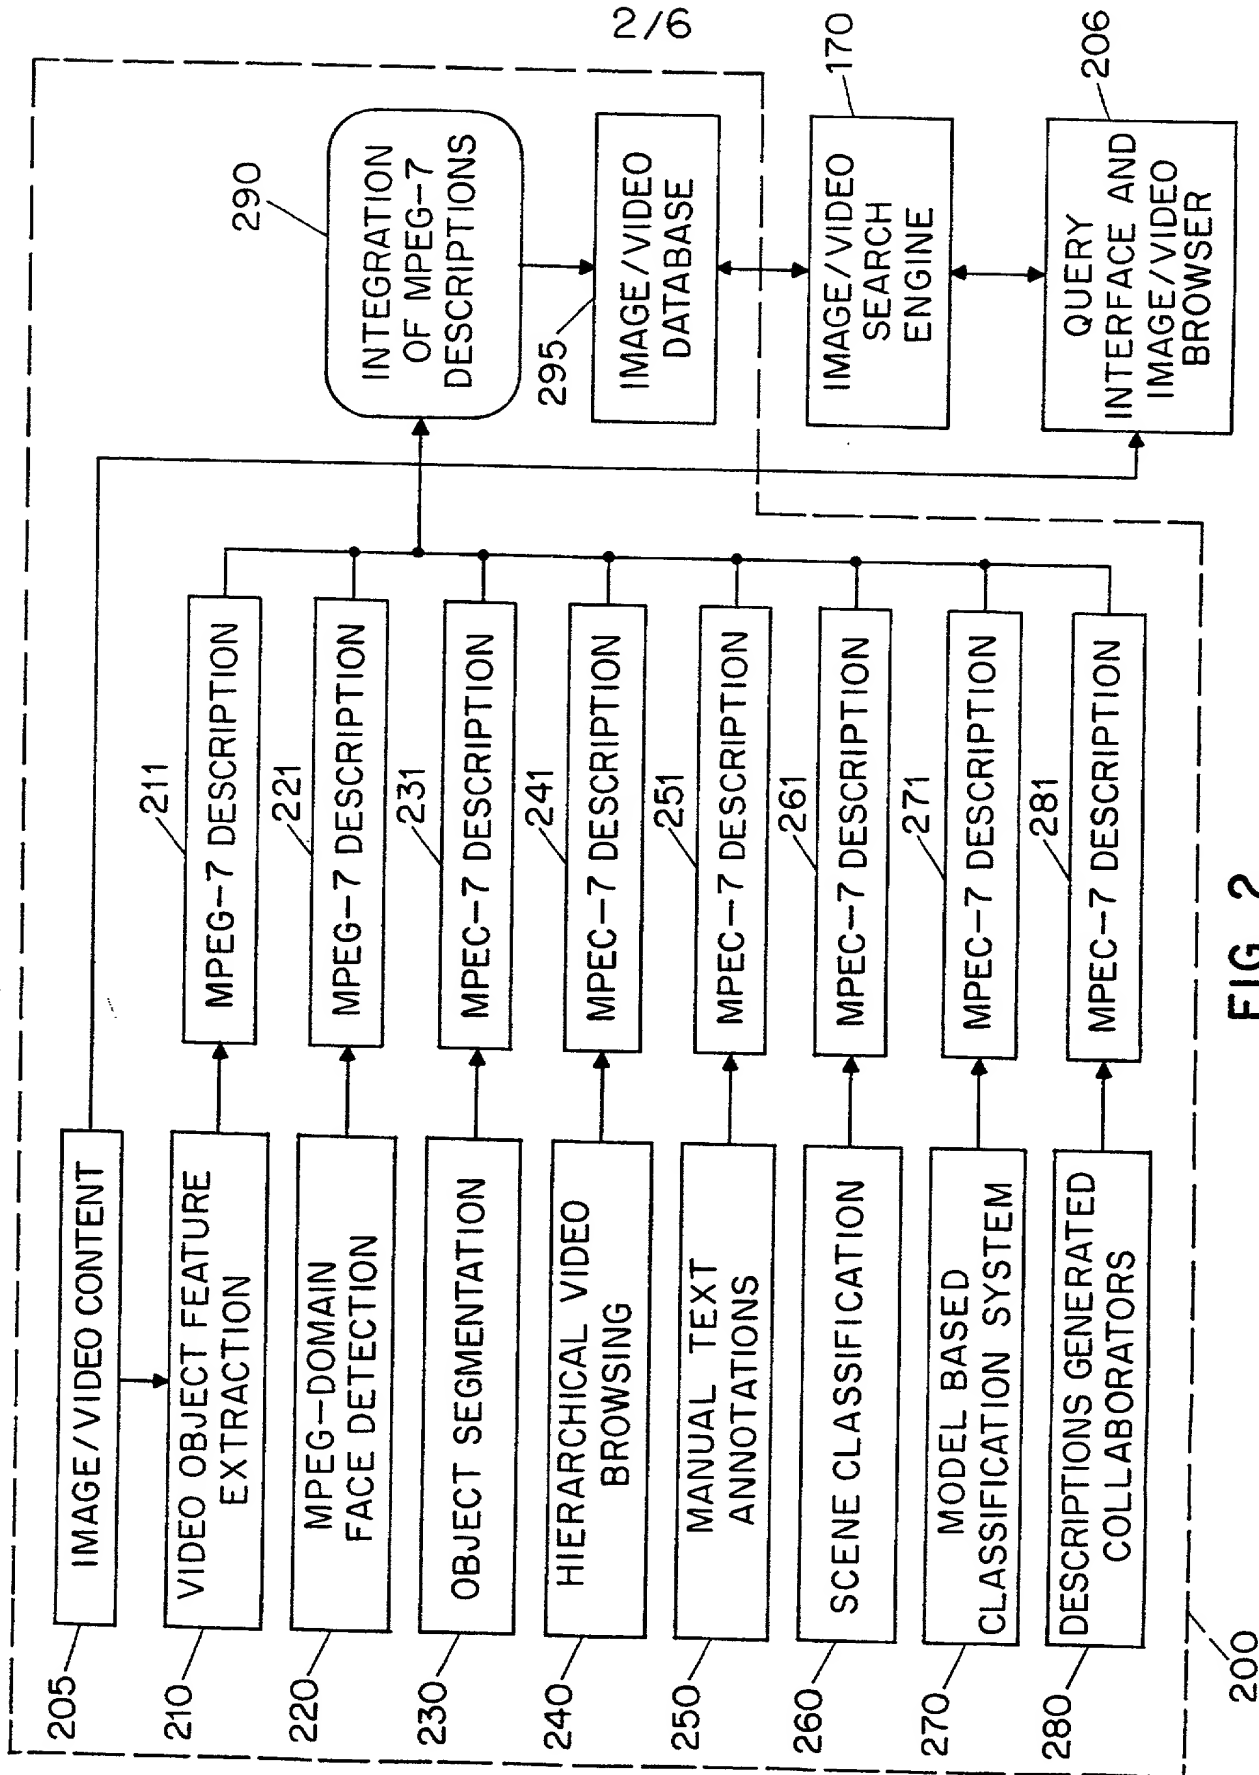 2/6
205
IMAGE/VIDEO CONTENT
210
VIDEO OBJECT FEATURE
EXTRACTION
211
MPEG-7 DESCRIPTION
220
MPEG-DOMAIN
FACE DETECTION
221
MPEG-7 DESCRIPTION
230
OBJECT SEGMENTATION
231
MPEC-7 DESCRIPTION
240
HIERARCHICAL VIDEO
BROWSING
241
MPEC-7 DESCRIPTION
250
MANUAL TEXT
ANNOTATIONS
251
MPEC-7 DESCRIPTION
260
SCENE CLASSIFICATION
261
MPEC-7 DESCRIPTION
270
MODEL BASED
CLASSIFICATION SYSTEM
271
MPEC-7 DESCRIPTION
280
DESCRIPTIONS GENERATED
COLLABORATORS
281
MPEC-7 DESCRIPTION
290
INTEGRATION
OF MPEG-7
DESCRIPTIONS
295
IMAGE/VIDEO
DATABASE
170
IMAGE/VIDEO
SEARCH
ENGINE
206
QUERY
INTERFACE AND
IMAGE/VIDEO
BROWSER
200
FIG. 2